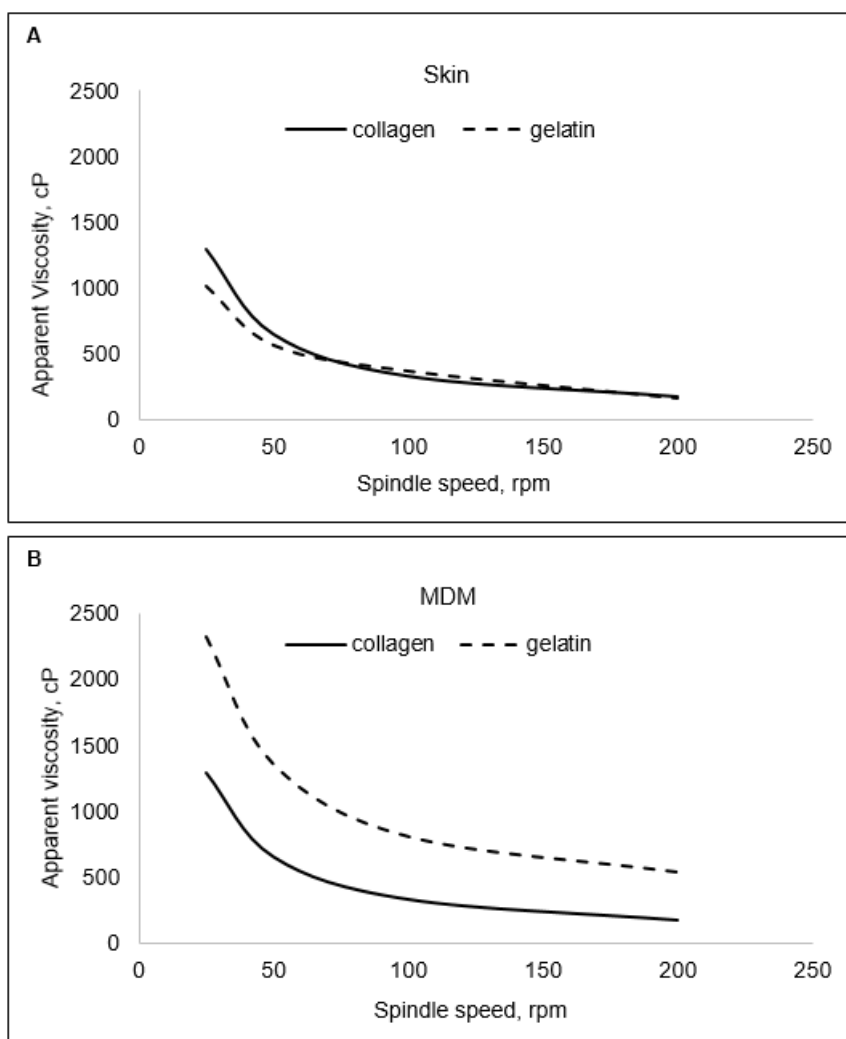 A
Skin
collagen gelatin
2500
2000
1500
1000
500
0
Apparent Viscosity, cP
0 50 100 150 200 250
Spindle speed, rpm
B
MDM
collagen gelatin
2500
2000
1500
1000
500
0
Apparent viscosity, cP
0 50 100 150 200 250
Spindle speed, rpm